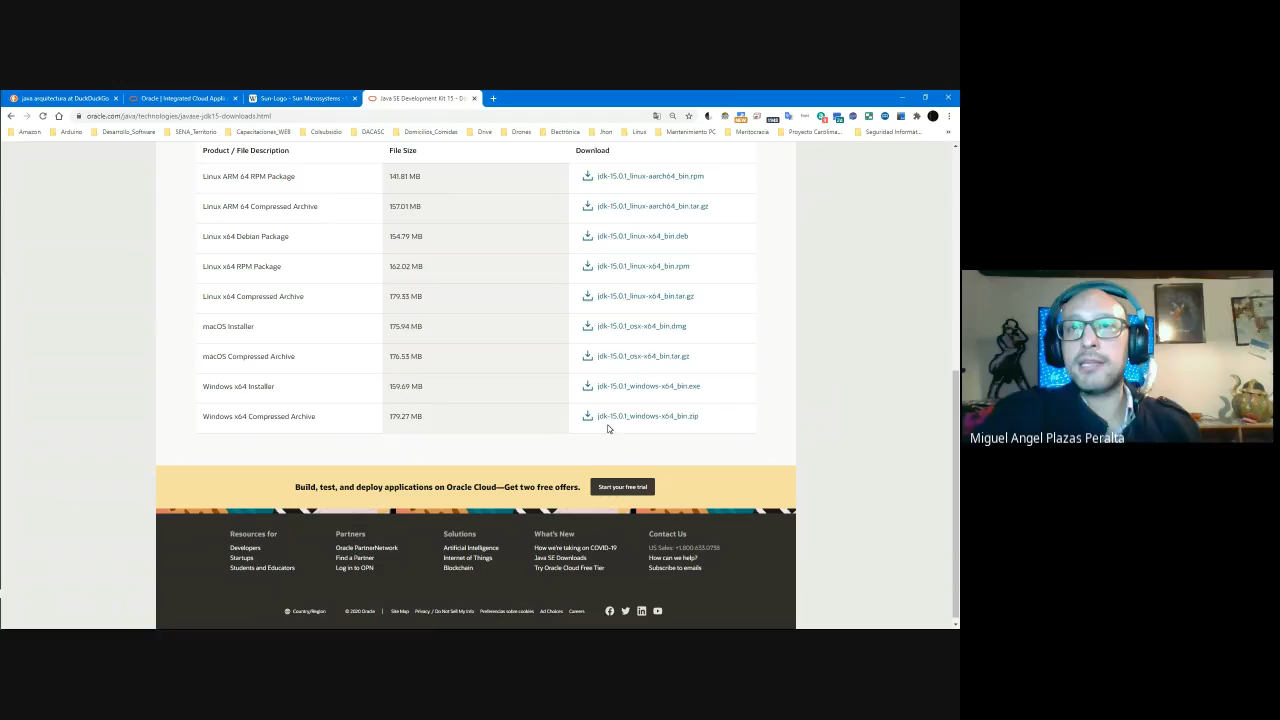 java arquitectura at DuckDuckGo
Oracle | Integrated Cloud Appli
Sun-Logo - Sun Microsystems -
Java SE Development Kit 15 - Do
oracle.com/java/technologies/javase-jdk15-downloads.html
Amazon Arduino Desarrollo_Software SENA_Territorio Capacitaciones_WEB Colsubsidio DACASC Domicilios_Comidas Drive Drones Electrónica Jhon Linux Mantenimiento PC Meritocracia Proyecto Carolima... Seguridad Informát...
Product / File Description File Size Download
Linux ARM 64 RPM Package 141.81 MB jdk-15.0.1_linux-aarch64_bin.rpm
Linux ARM 64 Compressed Archive 157.01 MB jdk-15.0.1_linux-aarch64_bin.tar.gz
Linux x64 Debian Package 154.79 MB jdk-15.0.1_linux-x64_bin.deb
Linux x64 RPM Package 162.02 MB jdk-15.0.1_linux-x64_bin.rpm
Linux x64 Compressed Archive 179.33 MB jdk-15.0.1_linux-x64_bin.tar.gz
macOS Installer 175.94 MB jdk-15.0.1_osx-x64_bin.dmg
macOS Compressed Archive 176.53 MB jdk-15.0.1_osx-x64_bin.tar.gz
Windows x64 Installer 159.69 MB jdk-15.0.1_windows-x64_bin.exe
Windows x64 Compressed Archive 179.27 MB jdk-15.0.1_windows-x64_bin.zip
Miguel Angel Plazas Peralta
Build, test, and deploy applications on Oracle Cloud—Get two free offers. Start your free trial
Resources for Partners Solutions What's New Contact Us
Developers Oracle PartnerNetwork Artificial Intelligence How we're taking on COVID-19 US Sales: +1.800.633.0738
Startups Find a Partner Internet of Things Java SE Downloads How can we help?
Students and Educators Log in to OPN Blockchain Try Oracle Cloud Free Tier Subscribe to emails
Country/Region © 2020 Oracle | Site Map Privacy / Do Not Sell My Info Preferencias sobre cookies Ad Choices Careers